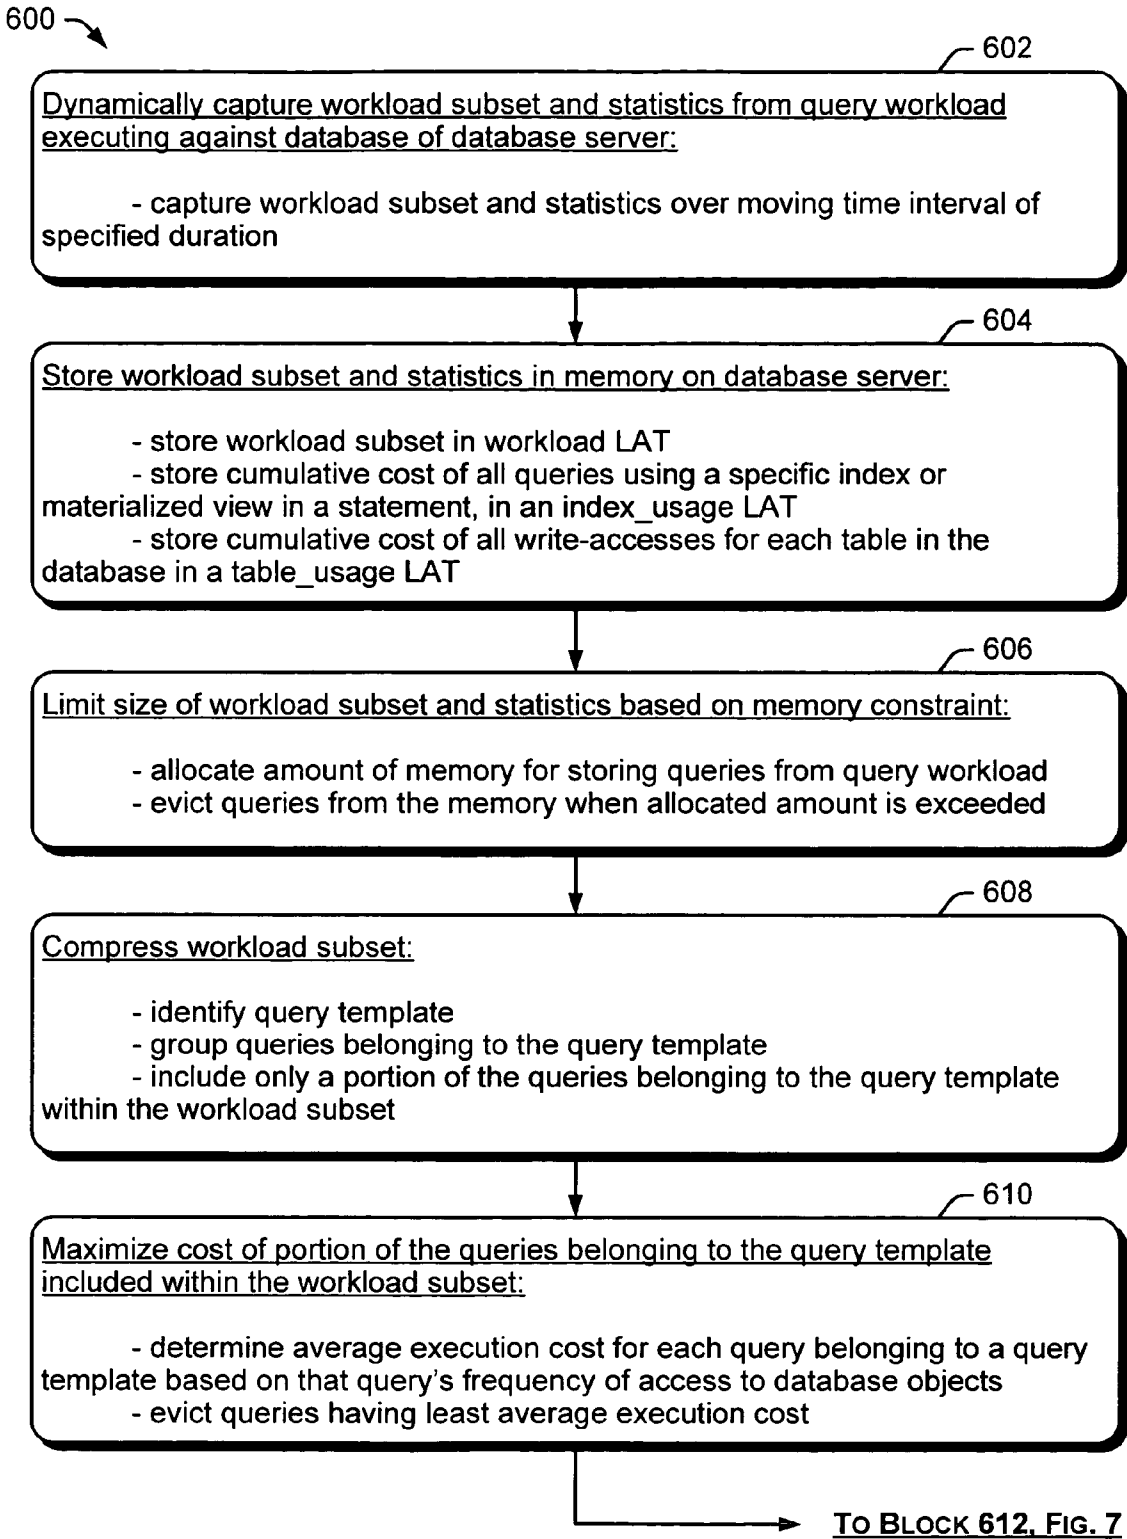 600
602
Dynamically capture workload subset and statistics from query workload
executing against database of database server:
- capture workload subset and statistics over moving time interval of
specified duration
604
Store workload subset and statistics in memory on database server:
- store workload subset in workload LAT
- store cumulative cost of all queries using a specific index or
materialized view in a statement, in an index_usage LAT
- store cumulative cost of all write-accesses for each table in the
database in a table_usage LAT
606
Limit size of workload subset and statistics based on memory constraint:
- allocate amount of memory for storing queries from query workload
- evict queries from the memory when allocated amount is exceeded
608
Compress workload subset:
- identify query template
- group queries belonging to the query template
- include only a portion of the queries belonging to the query template
within the workload subset
610
Maximize cost of portion of the queries belonging to the query template
included within the workload subset:
- determine average execution cost for each query belonging to a query
template based on that query's frequency of access to database objects
- evict queries having least average execution cost
TO BLOCK 612, FIG. 7